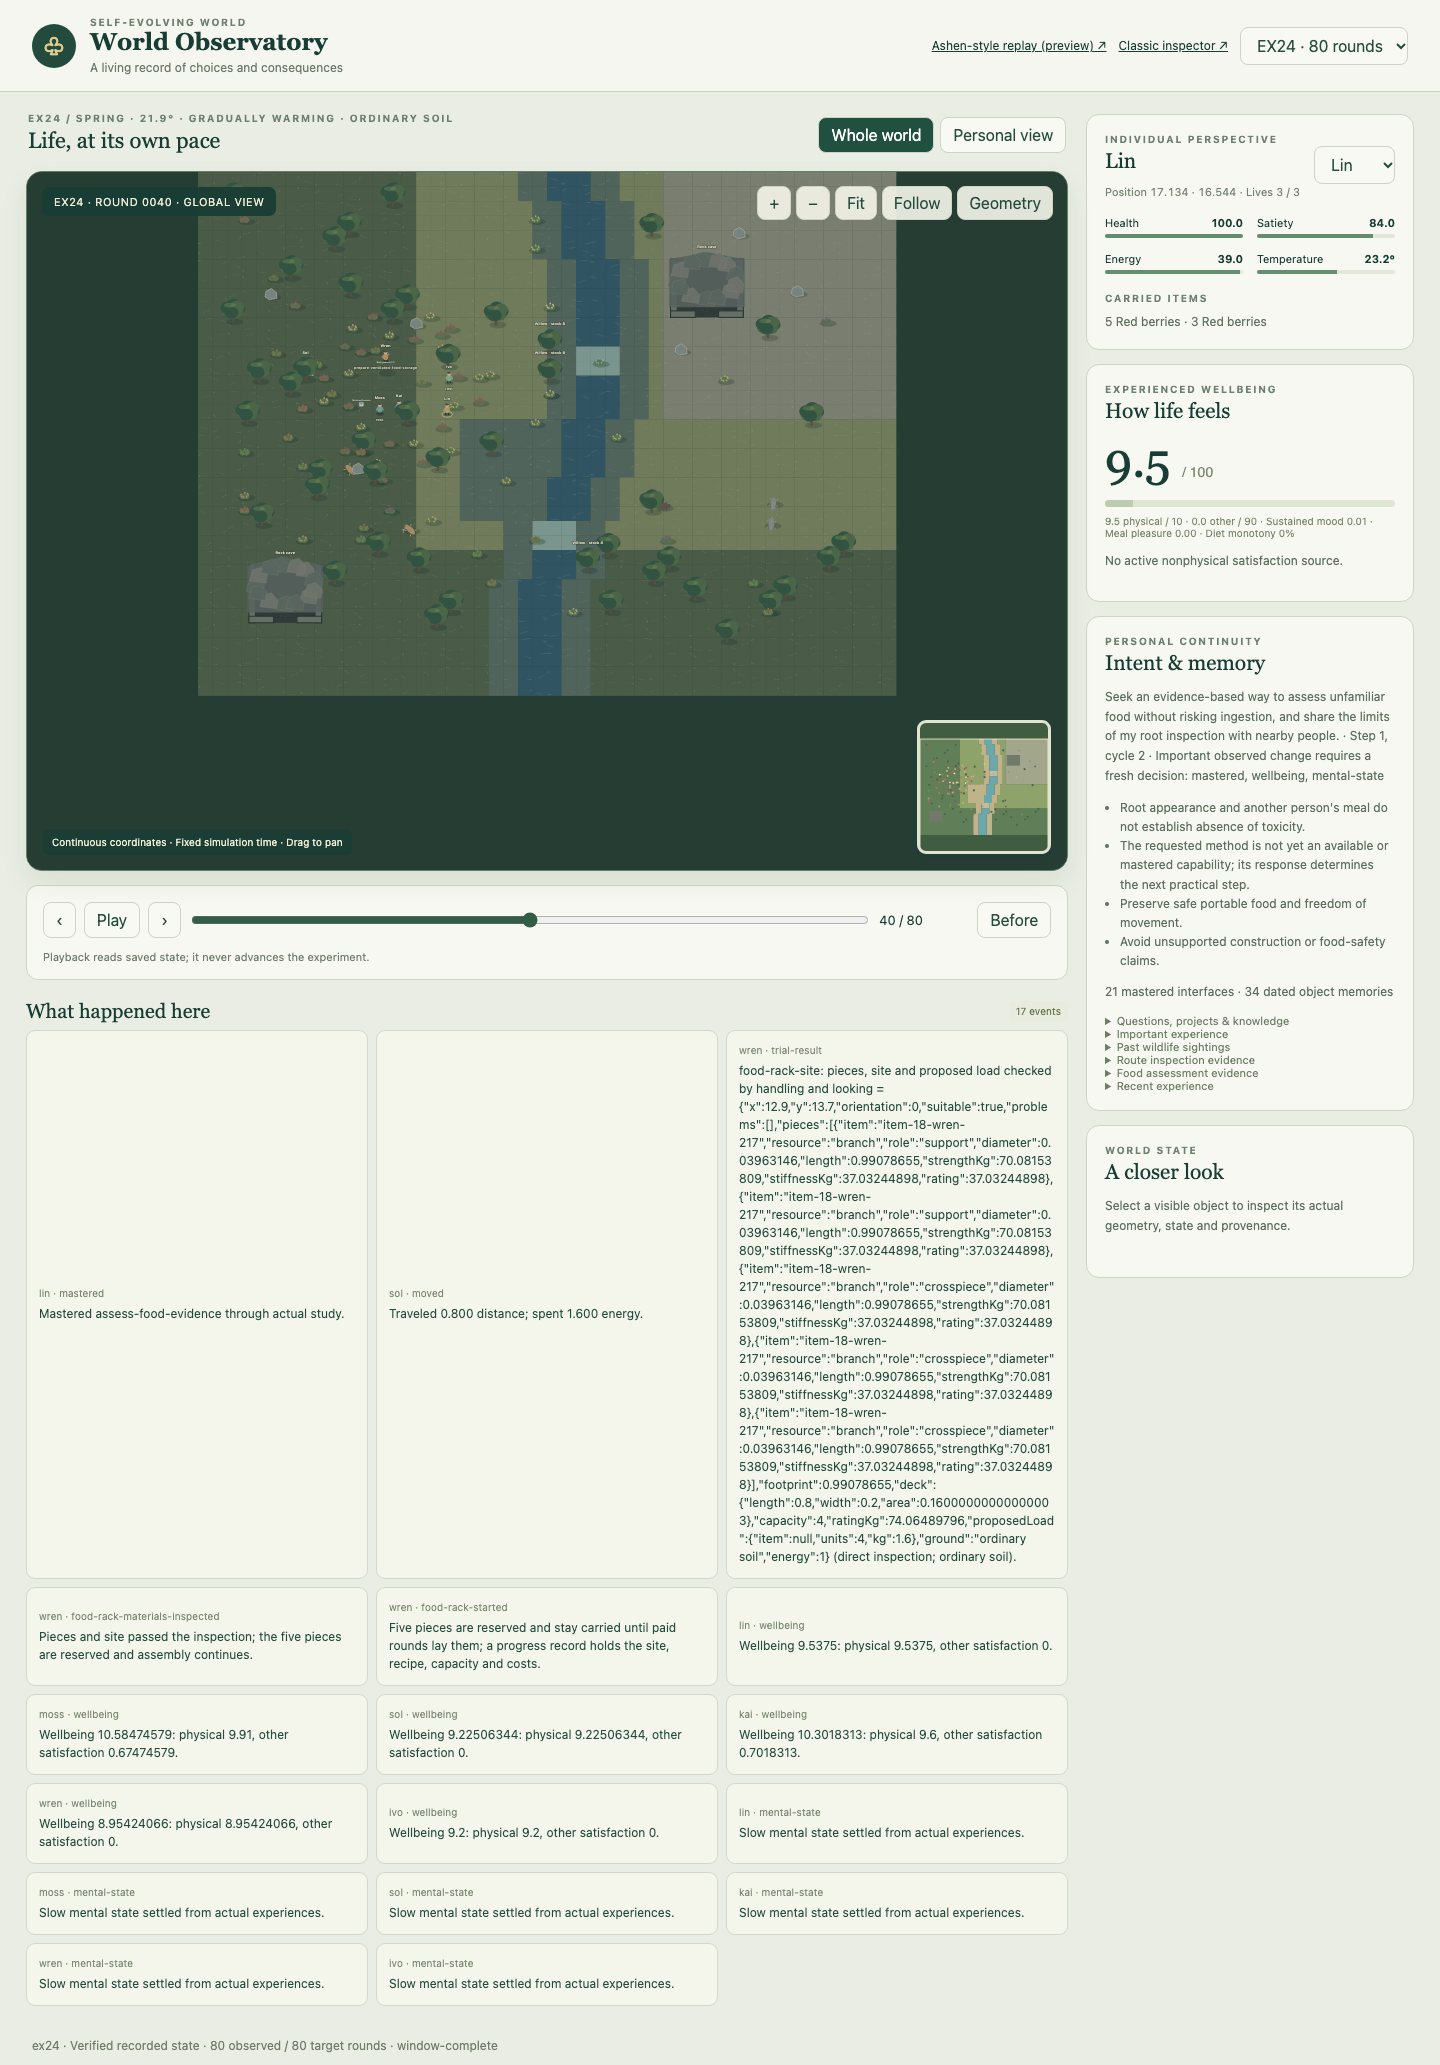 SELF-EVOLVING WORLD
World Observatory
A living record of choices and consequences
Ashen-style replay (preview) ↗
Classic inspector ↗
EX24 · 80 rounds
EX24 / SPRING · 21.9° · GRADUALLY WARMING · ORDINARY SOIL
Life, at its own pace
Whole world
Personal view
EX24 · ROUND 0040 · GLOBAL VIEW
+
−
Fit
Follow
Geometry
Rock cave
Sol
Wren
prepare ventilated food storage
Moss
Kai
Rock cave
Continuous coordinates · Fixed simulation time · Drag to pan
‹
Play
›
40 / 80
Before
Playback reads saved state; it never advances the experiment.
What happened here
17 events
lin · mastered
Mastered assess-food-evidence through actual study.
sol · moved
Traveled 0.800 distance; spent 1.600 energy.
wren · trial-result
food-rack-site: pieces, site and proposed load checked
by handling and looking =
{"x":12.9,"y":13.7,"orientation":0,"suitable":true,"proble
ms":[],"pieces":[{"item":"item-18-wren-
217","resource":"branch","role":"support","diameter":0.
03963146,"length":0.99078655,"strengthKg":70.08153
809,"stiffnessKg":37.03244898,"rating":37.03244898},
{"item":"item-18-wren-
217","resource":"branch","role":"support","diameter":0.
03963146,"length":0.99078655,"strengthKg":70.08153
809,"stiffnessKg":37.03244898,"rating":37.03244898},
{"item":"item-18-wren-
217","resource":"branch","role":"crosspiece","diameter"
:0.03963146,"length":0.99078655,"strengthKg":70.081
53809,"stiffnessKg":37.03244898,"rating":37.0324489
8},{"item":"item-18-wren-
217","resource":"branch","role":"crosspiece","diameter"
:0.03963146,"length":0.99078655,"strengthKg":70.081
53809,"stiffnessKg":37.03244898,"rating":37.0324489
8},{"item":"item-18-wren-
217","resource":"branch","role":"crosspiece","diameter"
:0.03963146,"length":0.99078655,"strengthKg":70.081
53809,"stiffnessKg":37.03244898,"rating":37.0324489
8}],"footprint":0.99078655,"deck":
{"length":0.8,"width":0.2,"area":0.1600000000000000
3},"capacity":4,"ratingKg":74.06489796,"proposedLoad
":{"item":null,"units":4,"kg":1.6},"ground":"ordinary
soil","energy":1} (direct inspection; ordinary soil).
wren · food-rack-materials-inspected
Pieces and site passed the inspection; the five pieces
are reserved and assembly continues.
wren · food-rack-started
Five pieces are reserved and stay carried until paid
rounds lay them; a progress record holds the site,
recipe, capacity and costs.
lin · wellbeing
Wellbeing 9.5375: physical 9.5375, other satisfaction 0.
moss · wellbeing
Wellbeing 10.58474579: physical 9.91, other
satisfaction 0.67474579.
sol · wellbeing
Wellbeing 9.22506344: physical 9.22506344, other
satisfaction 0.
kai · wellbeing
Wellbeing 10.3018313: physical 9.6, other satisfaction
0.7018313.
wren · wellbeing
Wellbeing 8.95424066: physical 8.95424066, other
satisfaction 0.
ivo · wellbeing
Wellbeing 9.2: physical 9.2, other satisfaction 0.
lin · mental-state
Slow mental state settled from actual experiences.
moss · mental-state
Slow mental state settled from actual experiences.
sol · mental-state
Slow mental state settled from actual experiences.
kai · mental-state
Slow mental state settled from actual experiences.
wren · mental-state
Slow mental state settled from actual experiences.
ivo · mental-state
Slow mental state settled from actual experiences.
INDIVIDUAL PERSPECTIVE
Lin
Lin
Position 17.134 · 16.544 · Lives 3 / 3
Health 100.0
Satiety 84.0
Energy 39.0
Temperature 23.2°
CARRIED ITEMS
5 Red berries · 3 Red berries
EXPERIENCED WELLBEING
How life feels
9.5 / 100
9.5 physical / 10 · 0.0 other / 90 · Sustained mood 0.01 ·
Meal pleasure 0.00 · Diet monotony 0%
No active nonphysical satisfaction source.
PERSONAL CONTINUITY
Intent & memory
Seek an evidence-based way to assess unfamiliar
food without risking ingestion, and share the limits
of my root inspection with nearby people. · Step 1,
cycle 2 · Important observed change requires a
fresh decision: mastered, wellbeing, mental-state
• Root appearance and another person's meal do
not establish absence of toxicity.
• The requested method is not yet an available or
mastered capability; its response determines
the next practical step.
• Preserve safe portable food and freedom of
movement.
• Avoid unsupported construction or food-safety
claims.
21 mastered interfaces · 34 dated object memories
▶ Questions, projects & knowledge
▶ Important experience
▶ Past wildlife sightings
▶ Route inspection evidence
▶ Food assessment evidence
▶ Recent experience
WORLD STATE
A closer look
Select a visible object to inspect its actual
geometry, state and provenance.
ex24 · Verified recorded state · 80 observed / 80 target rounds · window-complete